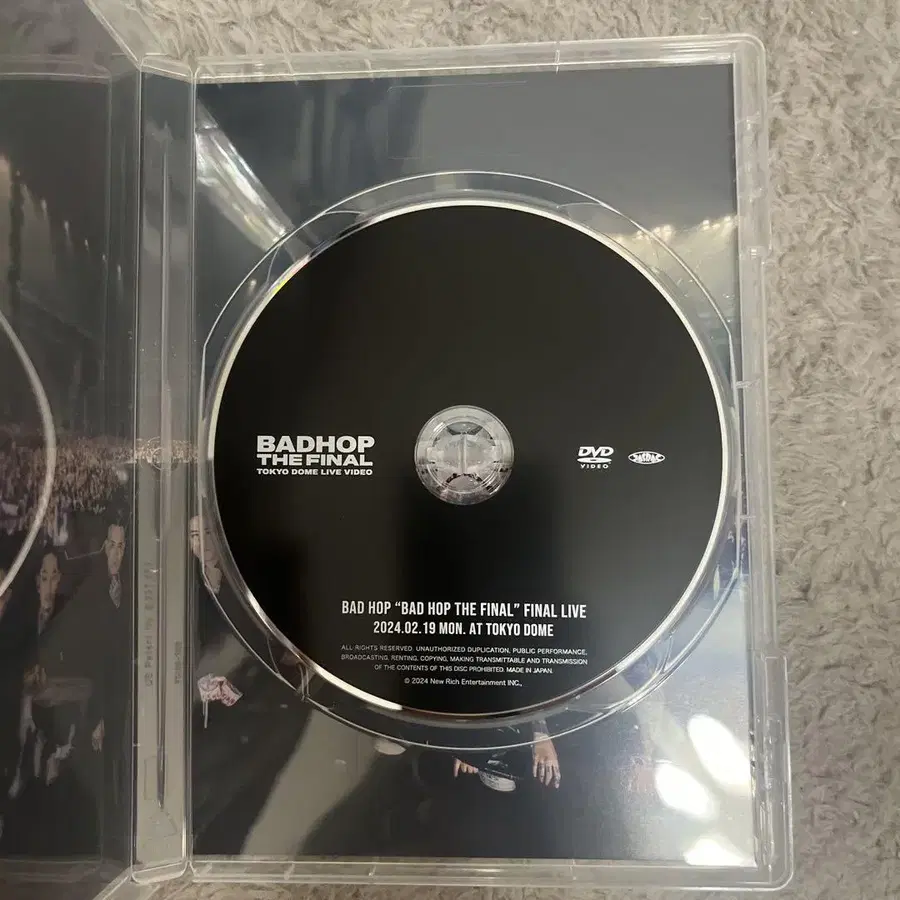 BADHOP
THE FINAL
TOKYO DOME LIVE VIDEO
DVD
VIDEO
JASRAC
BAD HOP “BAD HOP THE FINAL” FINAL LIVE
2024.02.19 MON. AT TOKYO DOME
ALL RIGHTS RESERVED. UNAUTHORIZED DUPLICATION, PUBLIC PERFORMANCE,
BROADCASTING, RENTING, COPYING, MAKING TRANSMITTABLE AND TRANSMISSION
OF THE CONTENTS OF THIS DISC PROHIBITED. MADE IN JAPAN.
© 2024 New Rich Entertainment INC.,